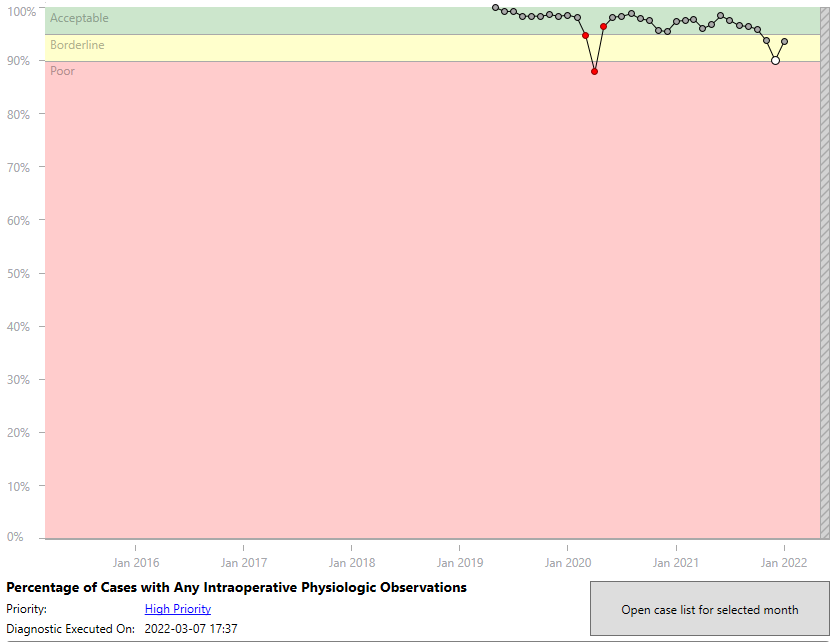 100%
Acceptable
Borderline
90%
Poor
80%
70%
60%
50%
40%
30%
20%
10%
0%
Jan 2016 Jan 2017 Jan 2018 Jan 2019 Jan 2020 Jan 2021 Jan 2022
Percentage of Cases with Any Intraoperative Physiologic Observations
Priority: High Priority
Open case list for selected month
Diagnostic Executed On: 2022-03-07 17:37